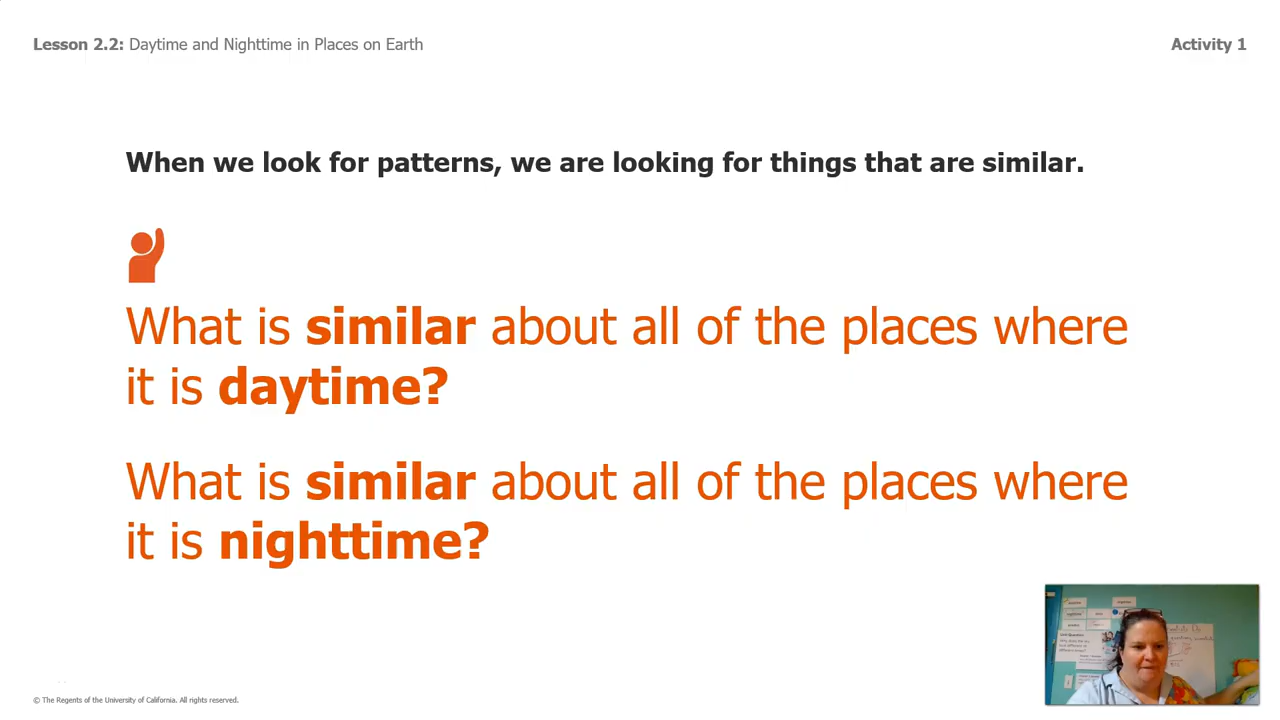 Lesson 2.2: Daytime and Nighttime in Places on Earth
Activity 1
When we look for patterns, we are looking for things that are similar.
What is similar about all of the places where
it is daytime?
What is similar about all of the places where
it is nighttime?
© The Regents of the University of California. All rights reserved.